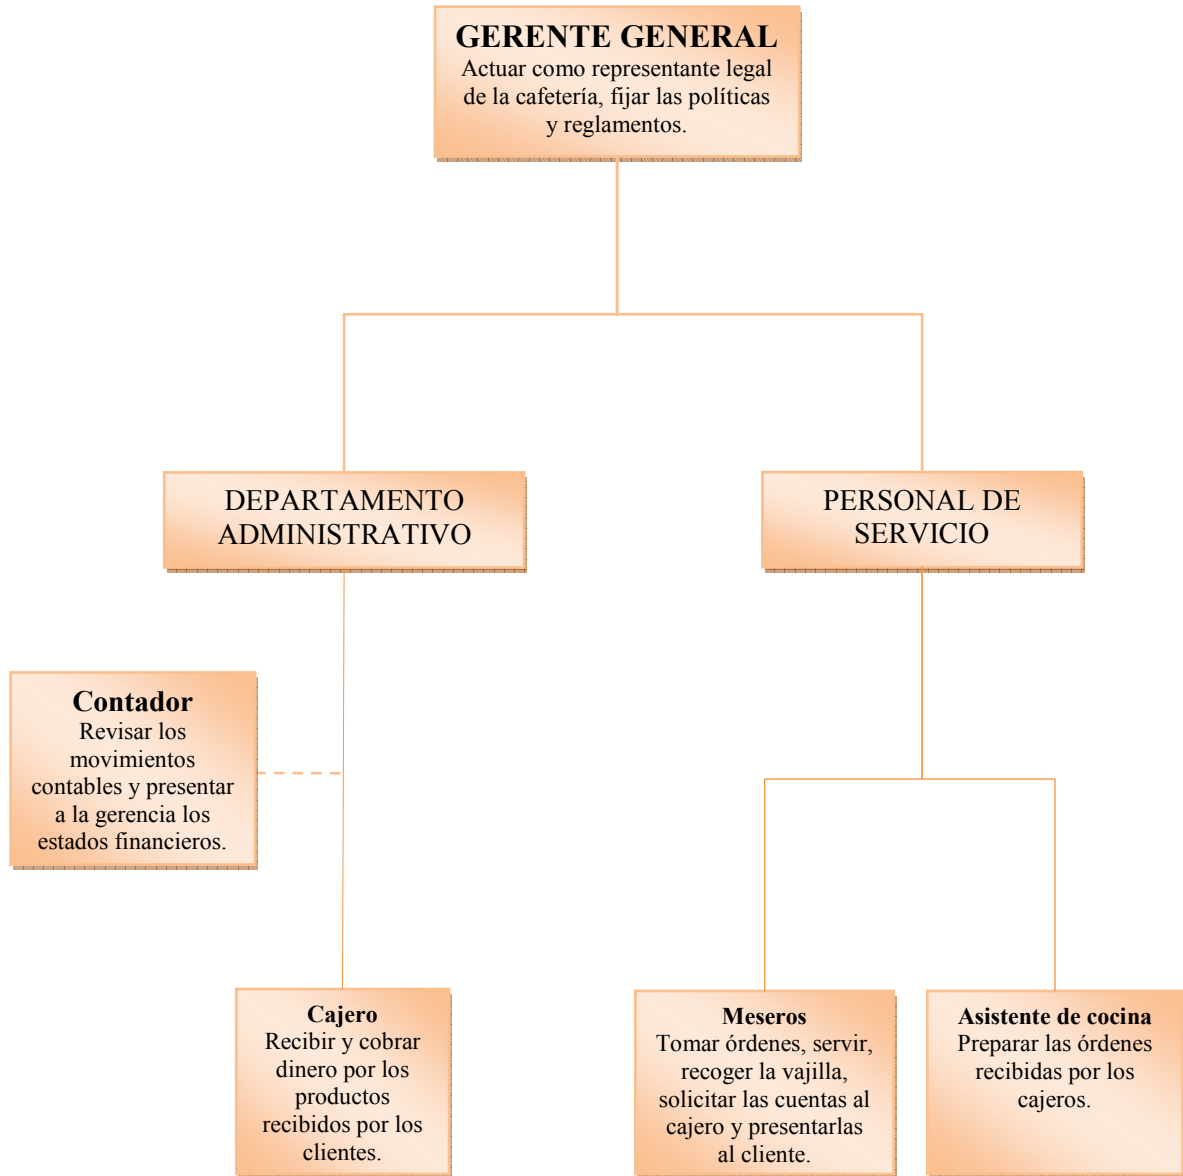 GERENTE GENERAL
Actuar como representante legal
de la cafetería, fijar las políticas
y reglamentos.
DEPARTAMENTO
ADMINISTRATIVO
PERSONAL DE
SERVICIO
Contador
Revisar los
movimientos
contables y presentar
a la gerencia los
estados financieros.
Cajero
Recibir y cobrar
dinero por los
productos
recibidos por los
clientes.
Meseros
Tomar órdenes, servir,
recoger la vajilla,
solicitar las cuentas al
cajero y presentarlas
al cliente.
Asistente de cocina
Preparar las órdenes
recibidas por los
cajeros.